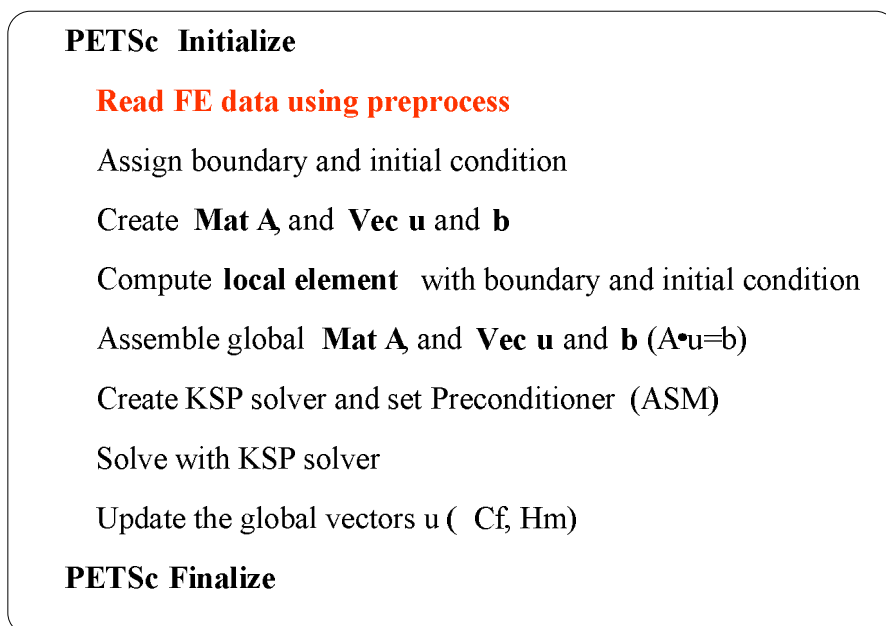 PETSc Initialize
Read FE data using preprocess
Assign boundary and initial condition
Create Mat A, and Vec u and b
Compute local element with boundary and initial condition
Assemble global Mat A, and Vec u and b (A•u=b)
Create KSP solver and set Preconditioner (ASM)
Solve with KSP solver
Update the global vectors u ( Cf, Hm)
PETSc Finalize